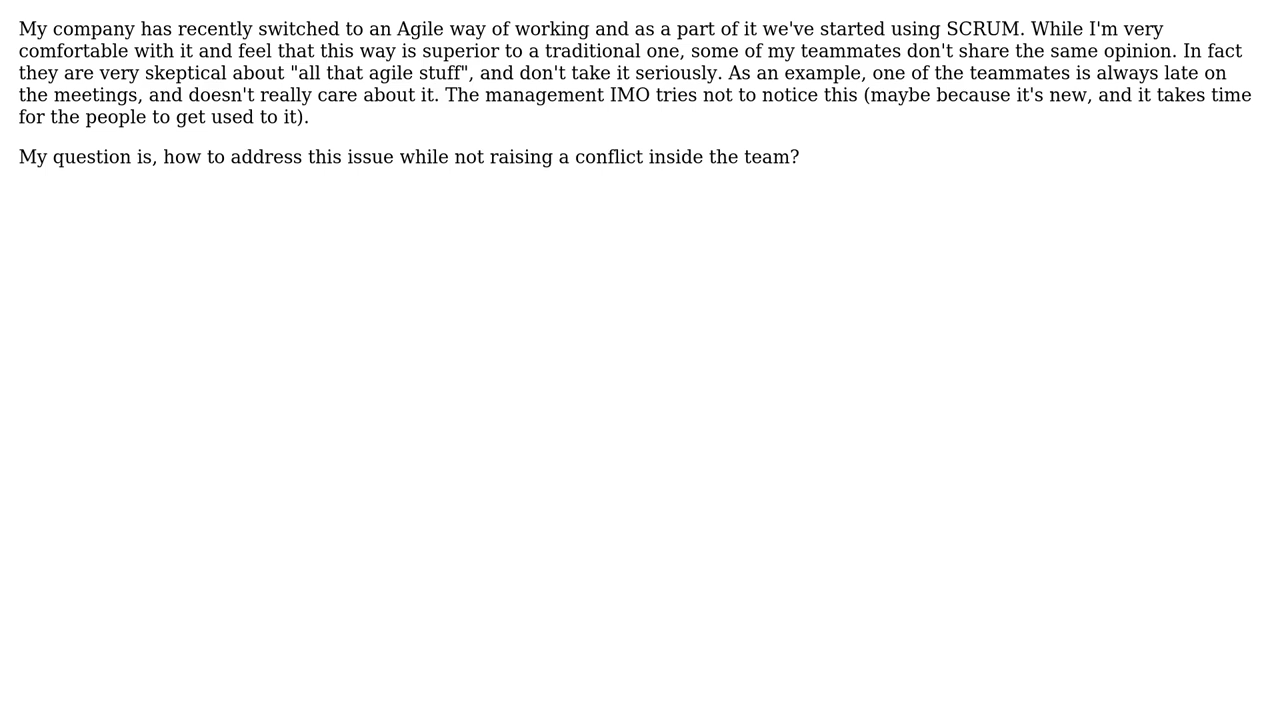 My company has recently switched to an Agile way of working and as a part of it we've started using SCRUM. While I'm very
comfortable with it and feel that this way is superior to a traditional one, some of my teammates don't share the same opinion. In fact
they are very skeptical about "all that agile stuff", and don't take it seriously. As an example, one of the teammates is always late on
the meetings, and doesn't really care about it. The management IMO tries not to notice this (maybe because it's new, and it takes time
for the people to get used to it).
My question is, how to address this issue while not raising a conflict inside the team?